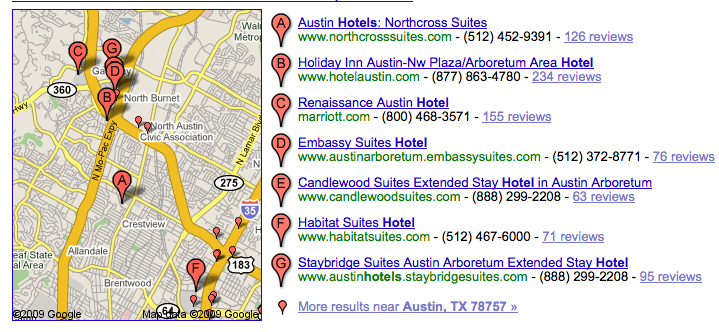 A
Austin Hotels: Northcross Suites
www.northcrosssuites.com - (512) 452-9391 - 126 reviews
B
Holiday Inn Austin-Nw Plaza/Arboretum Area Hotel
www.hotelaustin.com - (877) 863-4780 - 234 reviews
C
Renaissance Austin Hotel
marriott.com - (800) 468-3571 - 155 reviews
D
Embassy Suites Hotel
www.austinarboretum.embassysuites.com - (512) 372-8771 - 76 reviews
E
Candlewood Suites Extended Stay Hotel in Austin Arboretum
www.candlewoodsuites.com - (888) 299-2208 - 63 reviews
F
Habitat Suites Hotel
www.habitatsuites.com - (512) 467-6000 - 71 reviews
G
Staybridge Suites Austin Arboretum Extended Stay Hotel
www.austinhotels.staybridgesuites.com - (888) 299-2208 - 95 reviews
More results near Austin, TX 78757 »
C
G
D
B
360
Hwy
North Burnet
North Austin
Civic Association
N Mo-Pac Expy
N Lamar Blvd
A
275
35
Crestview
Allandale
F
183
Brentwood
©2009 Google
Map data ©2009 Google